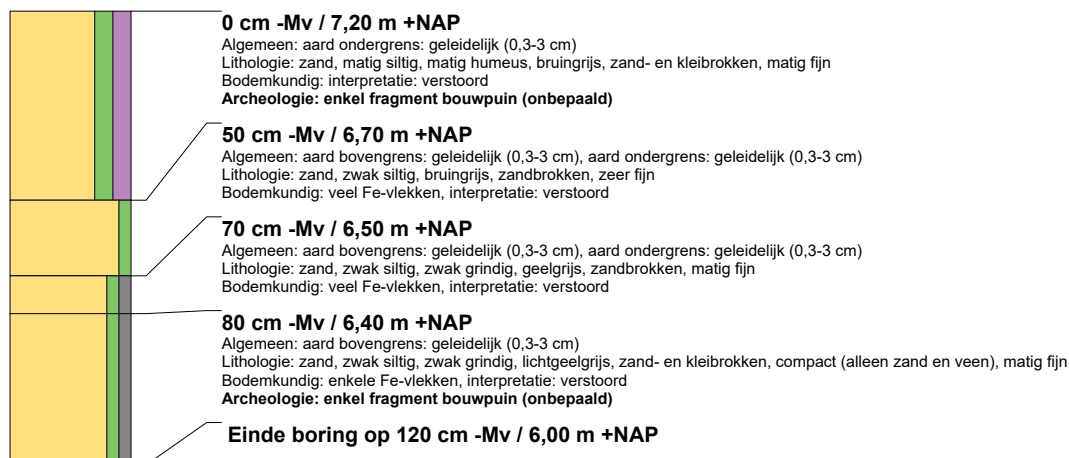 0 cm -Mv / 7,20 m +NAP
Algemeen: aard ondergrens: geleidelijk (0,3-3 cm)
Lithologie: zand, matig siltig, matig humeus, bruingrijs, zand- en kleibrokken, matig fijn
Bodemkundig: interpretatie: verstoord
Archeologie: enkel fragment bouwpuin (onbepaald)
50 cm -Mv / 6,70 m +NAP
Algemeen: aard bovengrens: geleidelijk (0,3-3 cm), aard ondergrens: geleidelijk (0,3-3 cm)
Lithologie: zand, zwak siltig, bruingrijs, zandbrokken, zeer fijn
Bodemkundig: veel Fe-vlekken, interpretatie: verstoord
70 cm -Mv / 6,50 m +NAP
Algemeen: aard bovengrens: geleidelijk (0,3-3 cm), aard ondergrens: geleidelijk (0,3-3 cm)
Lithologie: zand, zwak siltig, zwak grindig, geelgrijs, zandbrokken, matig fijn
Bodemkundig: veel Fe-vlekken, interpretatie: verstoord
80 cm -Mv / 6,40 m +NAP
Algemeen: aard bovengrens: geleidelijk (0,3-3 cm)
Lithologie: zand, zwak siltig, zwak grindig, lichtgeelgrijs, zand- en kleibrokken, compact (alleen zand en veen), matig fijn
Bodemkundig: enkele Fe-vlekken, interpretatie: verstoord
Archeologie: enkel fragment bouwpuin (onbepaald)
Einde boring op 120 cm -Mv / 6,00 m +NAP